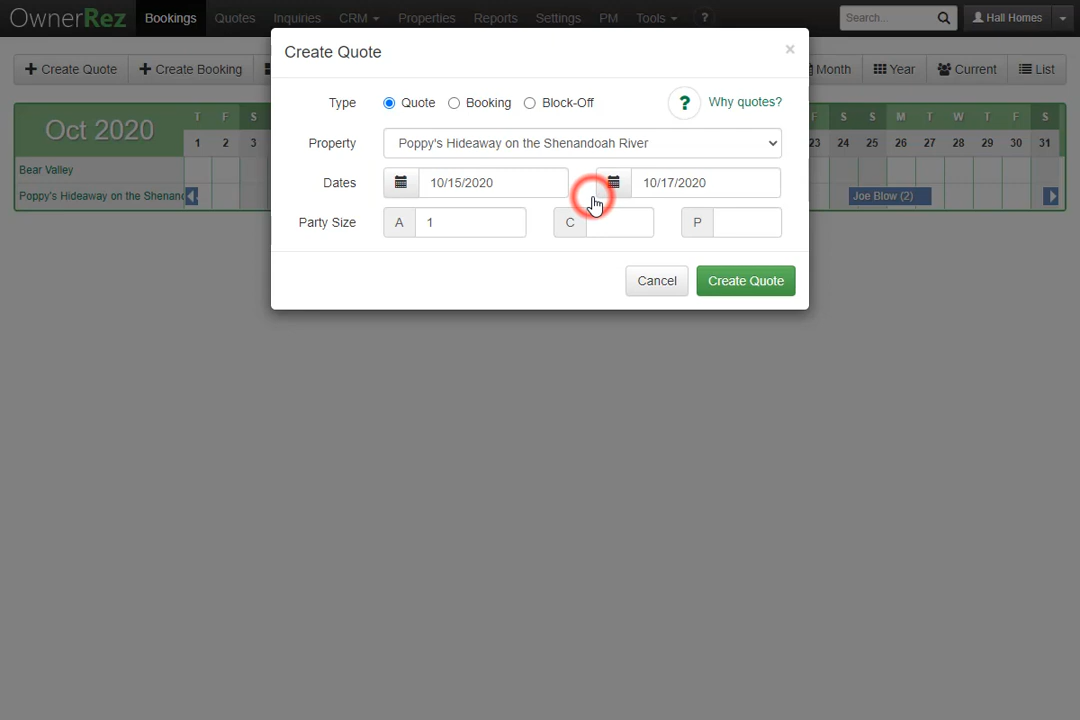 OwnerRez Bookings Quotes Inquiries CRM Properties Reports Settings PM Tools ? Search... Hall Homes
Create Quote ×
Create Quote Create Booking Month Year Current List
Type Quote Booking Block-Off ? Why quotes?
Oct 2020 T F S F S S M T W T F S
1 2 3 23 24 25 26 27 28 29 30 31
Property Poppy's Hideaway on the Shenandoah River
Bear Valley
Dates 10/15/2020 10/17/2020
Poppy's Hideaway on the Shenand Joe Blow (2)
Party Size A 1 C P
Cancel Create Quote